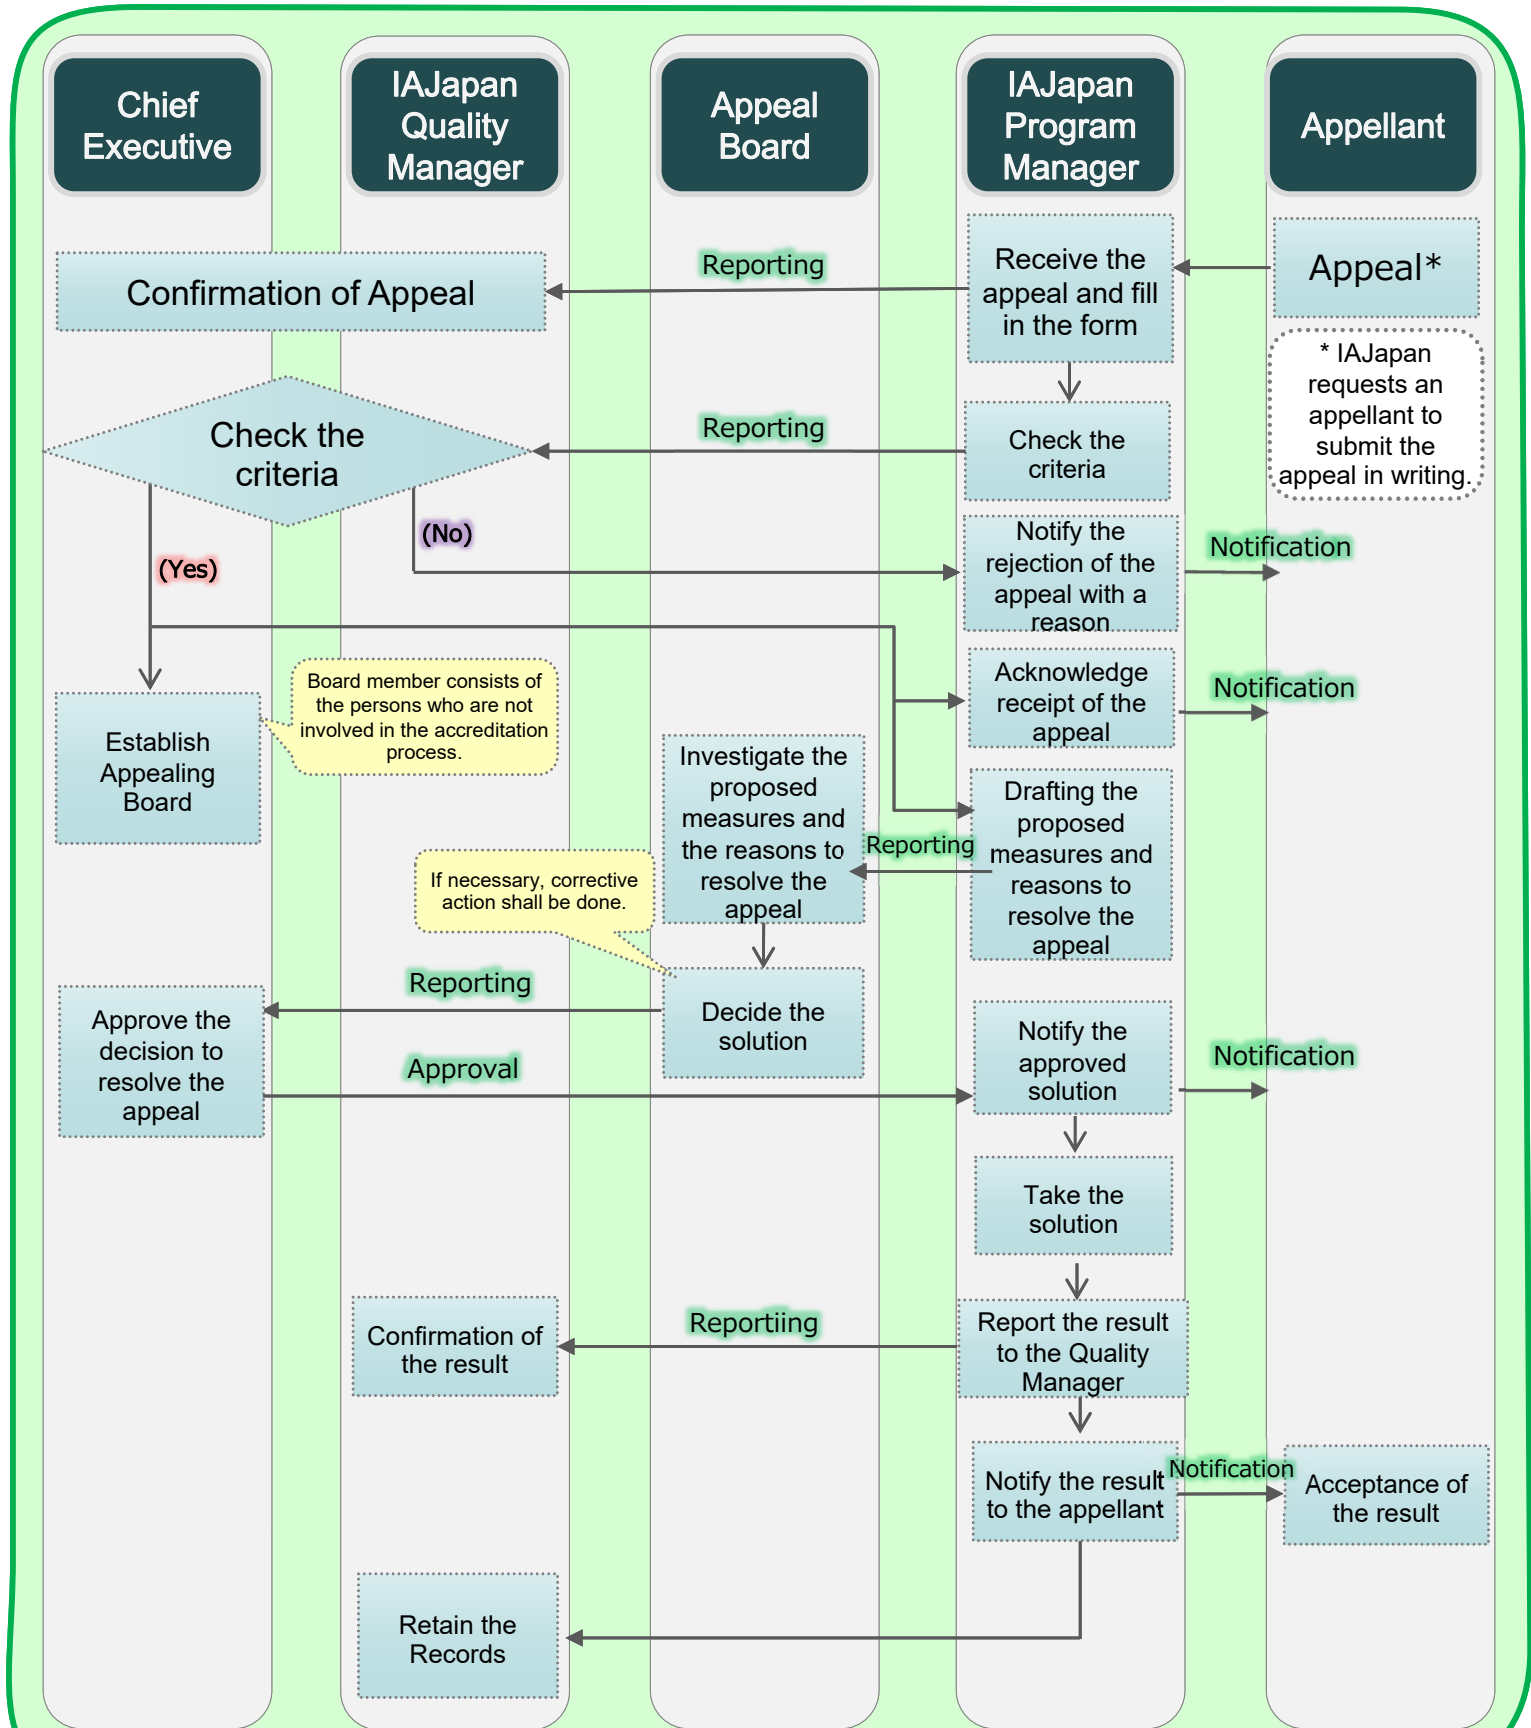 Chief
Executive
IAJapan
Quality
Manager
Appeal
Board
IAJapan
Program
Manager
Appellant
Confirmation of Appeal
Reporting
Receive the
appeal and fill
in the form
Appeal*
* IAJapan
requests an
appellant to
submit the
appeal in writing.
Check the
criteria
Reporting
Check the
criteria
(No)
(Yes)
Notify the
rejection of the
appeal with a
reason
Notification
Acknowledge
receipt of the
appeal
Notification
Establish
Appealing
Board
Board member consists of
the persons who are not
involved in the accreditation
process.
Investigate the
proposed
measures and
the reasons to
resolve the
appeal
Reporting
Drafting the
proposed
measures and
reasons to
resolve the
appeal
If necessary, corrective
action shall be done.
Reporting
Decide the
solution
Approve the
decision to
resolve the
appeal
Approval
Notify the
approved
solution
Notification
Take the
solution
Confirmation of
the result
Reportiing
Report the result
to the Quality
Manager
Notify the result
to the appellant
Notification
Acceptance of
the result
Retain the
Records